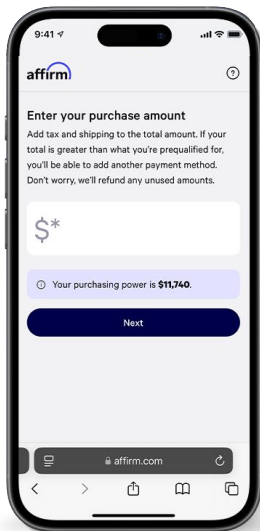 9:41
affirm
Enter your purchase amount
Add tax and shipping to the total amount. If your
total is greater than what you're prequalified for,
you'll be able to add another payment method.
Don't worry, we'll refund any unused amounts.
$*
Your purchasing power is $11,740.
Next
affirm.com